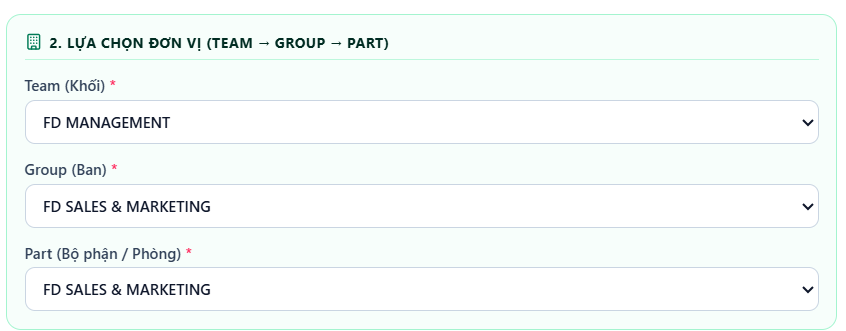 2. LỰA CHỌN ĐƠN VỊ (TEAM → GROUP → PART)
Team (Khối) *
FD MANAGEMENT
Group (Ban) *
FD SALES & MARKETING
Part (Bộ phận / Phòng) *
FD SALES & MARKETING